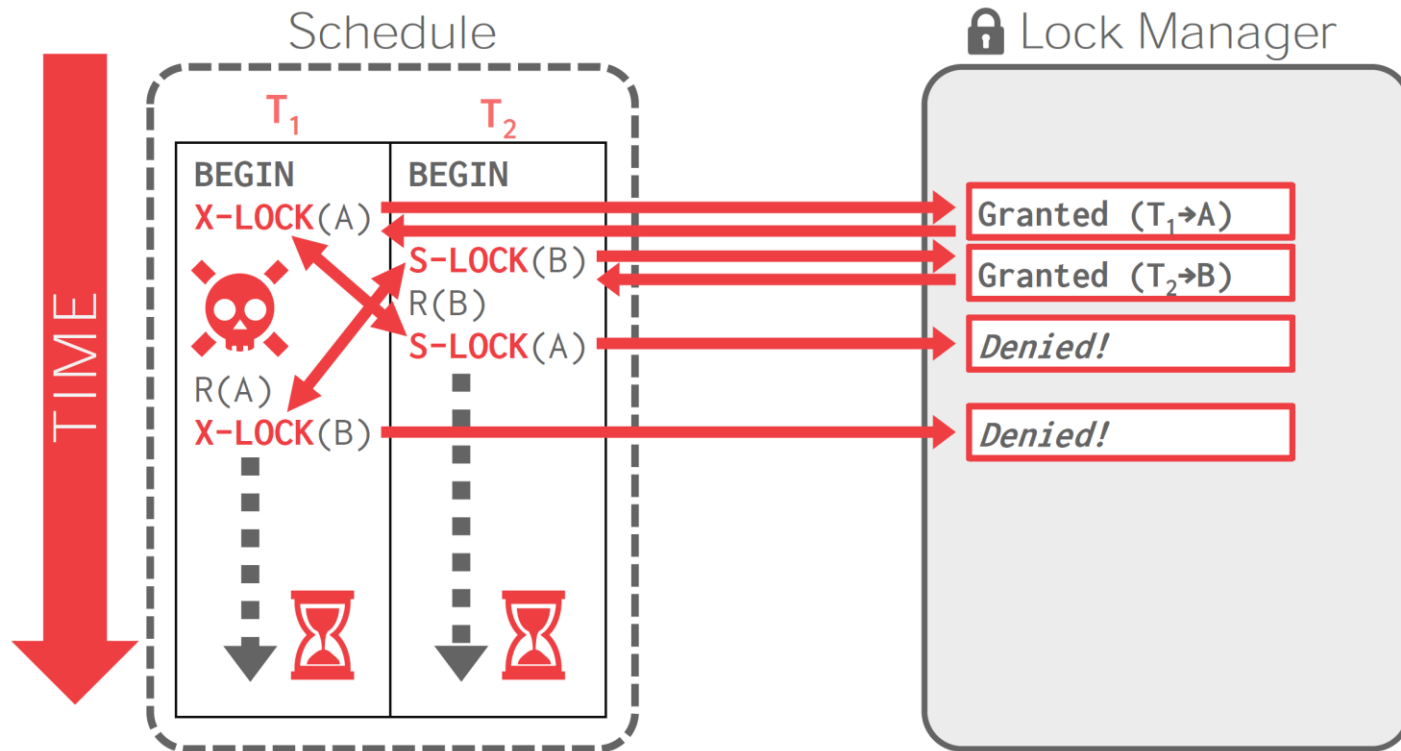 Schedule
Lock Manager
TIME
T1
T2
BEGIN
BEGIN
X-LOCK(A)
Granted (T1→A)
S-LOCK(B)
Granted (T2→B)
R(B)
S-LOCK(A)
Denied!
R(A)
X-LOCK(B)
Denied!